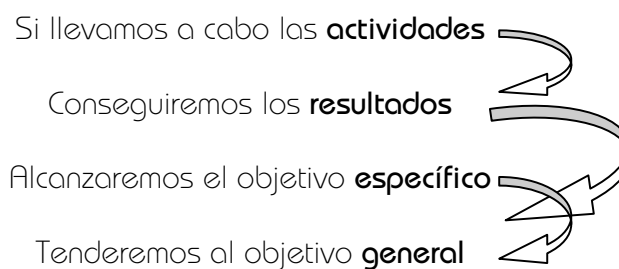 Si llevamos a cabo las actividades
Conseguiremos los resultados
Alcanzaremos el objetivo específico
Tenderemos al objetivo general